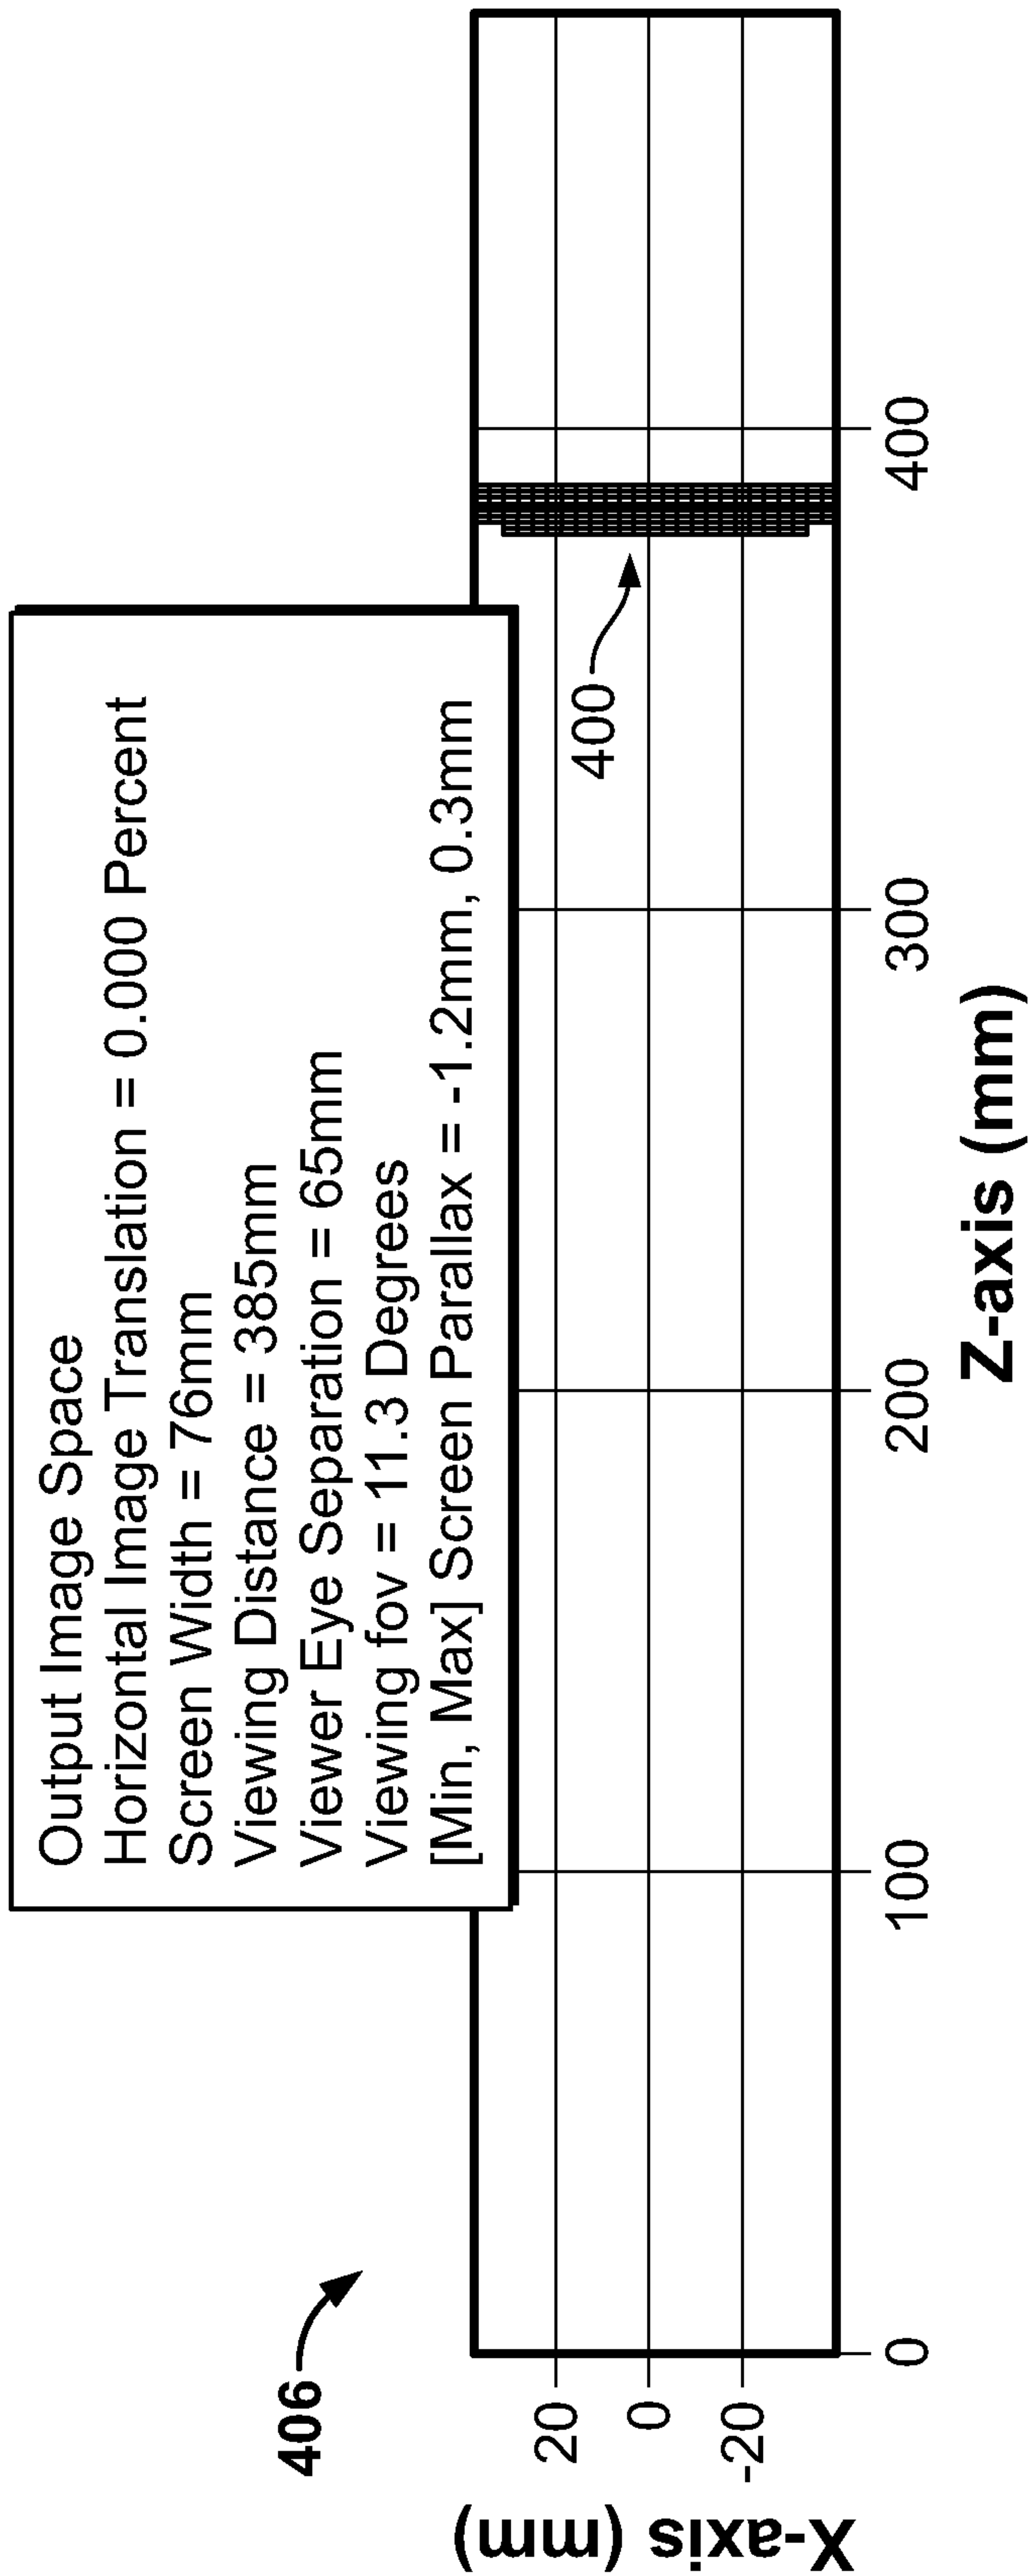 Output Image Space
Horizontal Image Translation = 0.000 Percent
Screen Width = 76mm
Viewing Distance = 385mm
Viewer Eye Separation = 65mm
Viewing fov = 11.3 Degrees
[Min, Max] Screen Parallax = -1.2mm, 0.3mm
406
400
X-axis (mm)
20
0
-20
0
100
200
300
400
Z-axis (mm)